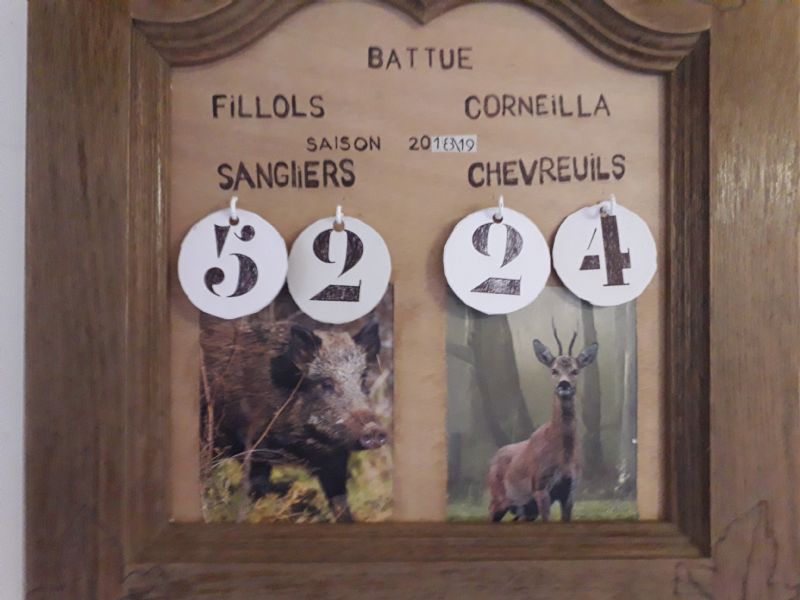 BATTUE
FiLLOLS CORNEiLLA
SAISON 2018\19
SANGliERS CHEVREUiLS
52 24